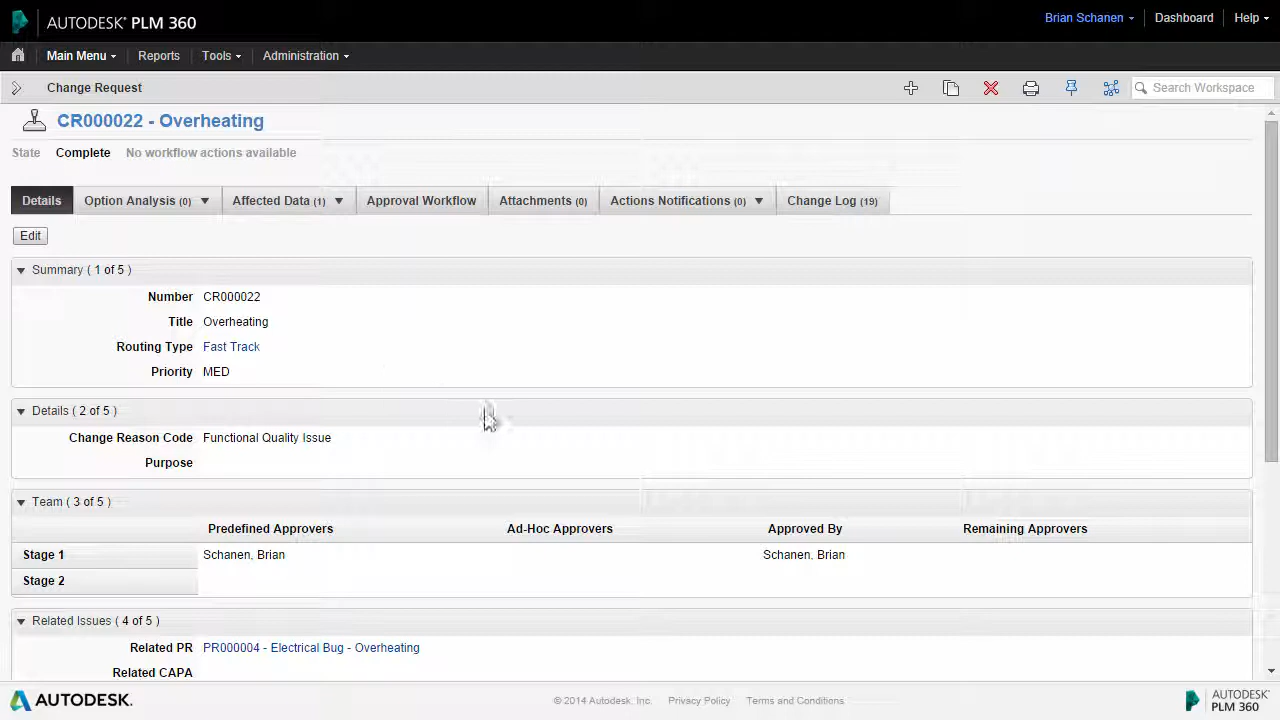 AUTODESK® PLM 360
Brian Schanen Dashboard Help
Main Menu Reports Tools Administration
Change Request
Search Workspace
CR000022 - Overheating
State Complete No workflow actions available
Details Option Analysis (0) Affected Data (1) Approval Workflow Attachments (0) Actions Notifications (0) Change Log (19)
Edit
Summary ( 1 of 5 )
Number CR000022
Title Overheating
Routing Type Fast Track
Priority MED
Details ( 2 of 5 )
Change Reason Code Functional Quality Issue
Purpose
Team ( 3 of 5 )
Predefined Approvers Ad-Hoc Approvers Approved By Remaining Approvers
Stage 1 Schanen, Brian Schanen, Brian
Stage 2
Related Issues ( 4 of 5 )
Related PR PR000004 - Electrical Bug - Overheating
Related CAPA
AUTODESK. © 2014 Autodesk, Inc. Privacy Policy Terms and Conditions AUTODESK® PLM 360